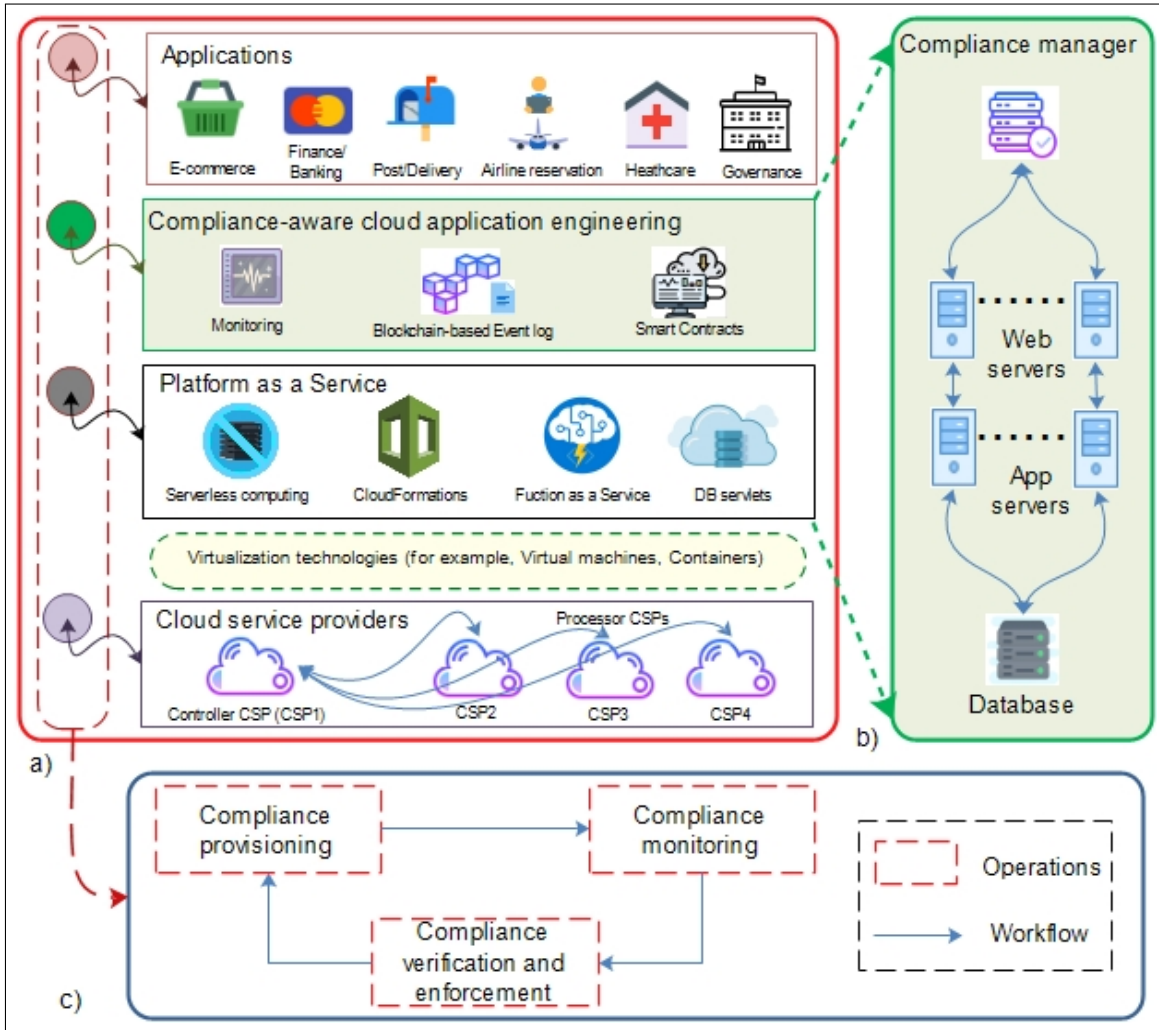 Applications
E-commerce
Finance/
Banking
Post/Delivery
Airline reservation
Heathcare
Governance
Compliance-aware cloud application engineering
Monitoring
Blockchain-based Event log
Smart Contracts
Platform as a Service
Serverless computing
CloudFormations
Fuction as a Service
DB servlets
Virtualization technologies (for example, Virtual machines, Containers)
Cloud service providers
Processor CSPs
Controller CSP (CSP1)
CSP2
CSP3
CSP4
a)
Compliance manager
Web
servers
App
servers
Database
b)
Compliance
provisioning
Compliance
monitoring
Compliance
verification and
enforcement
Operations
Workflow
c)